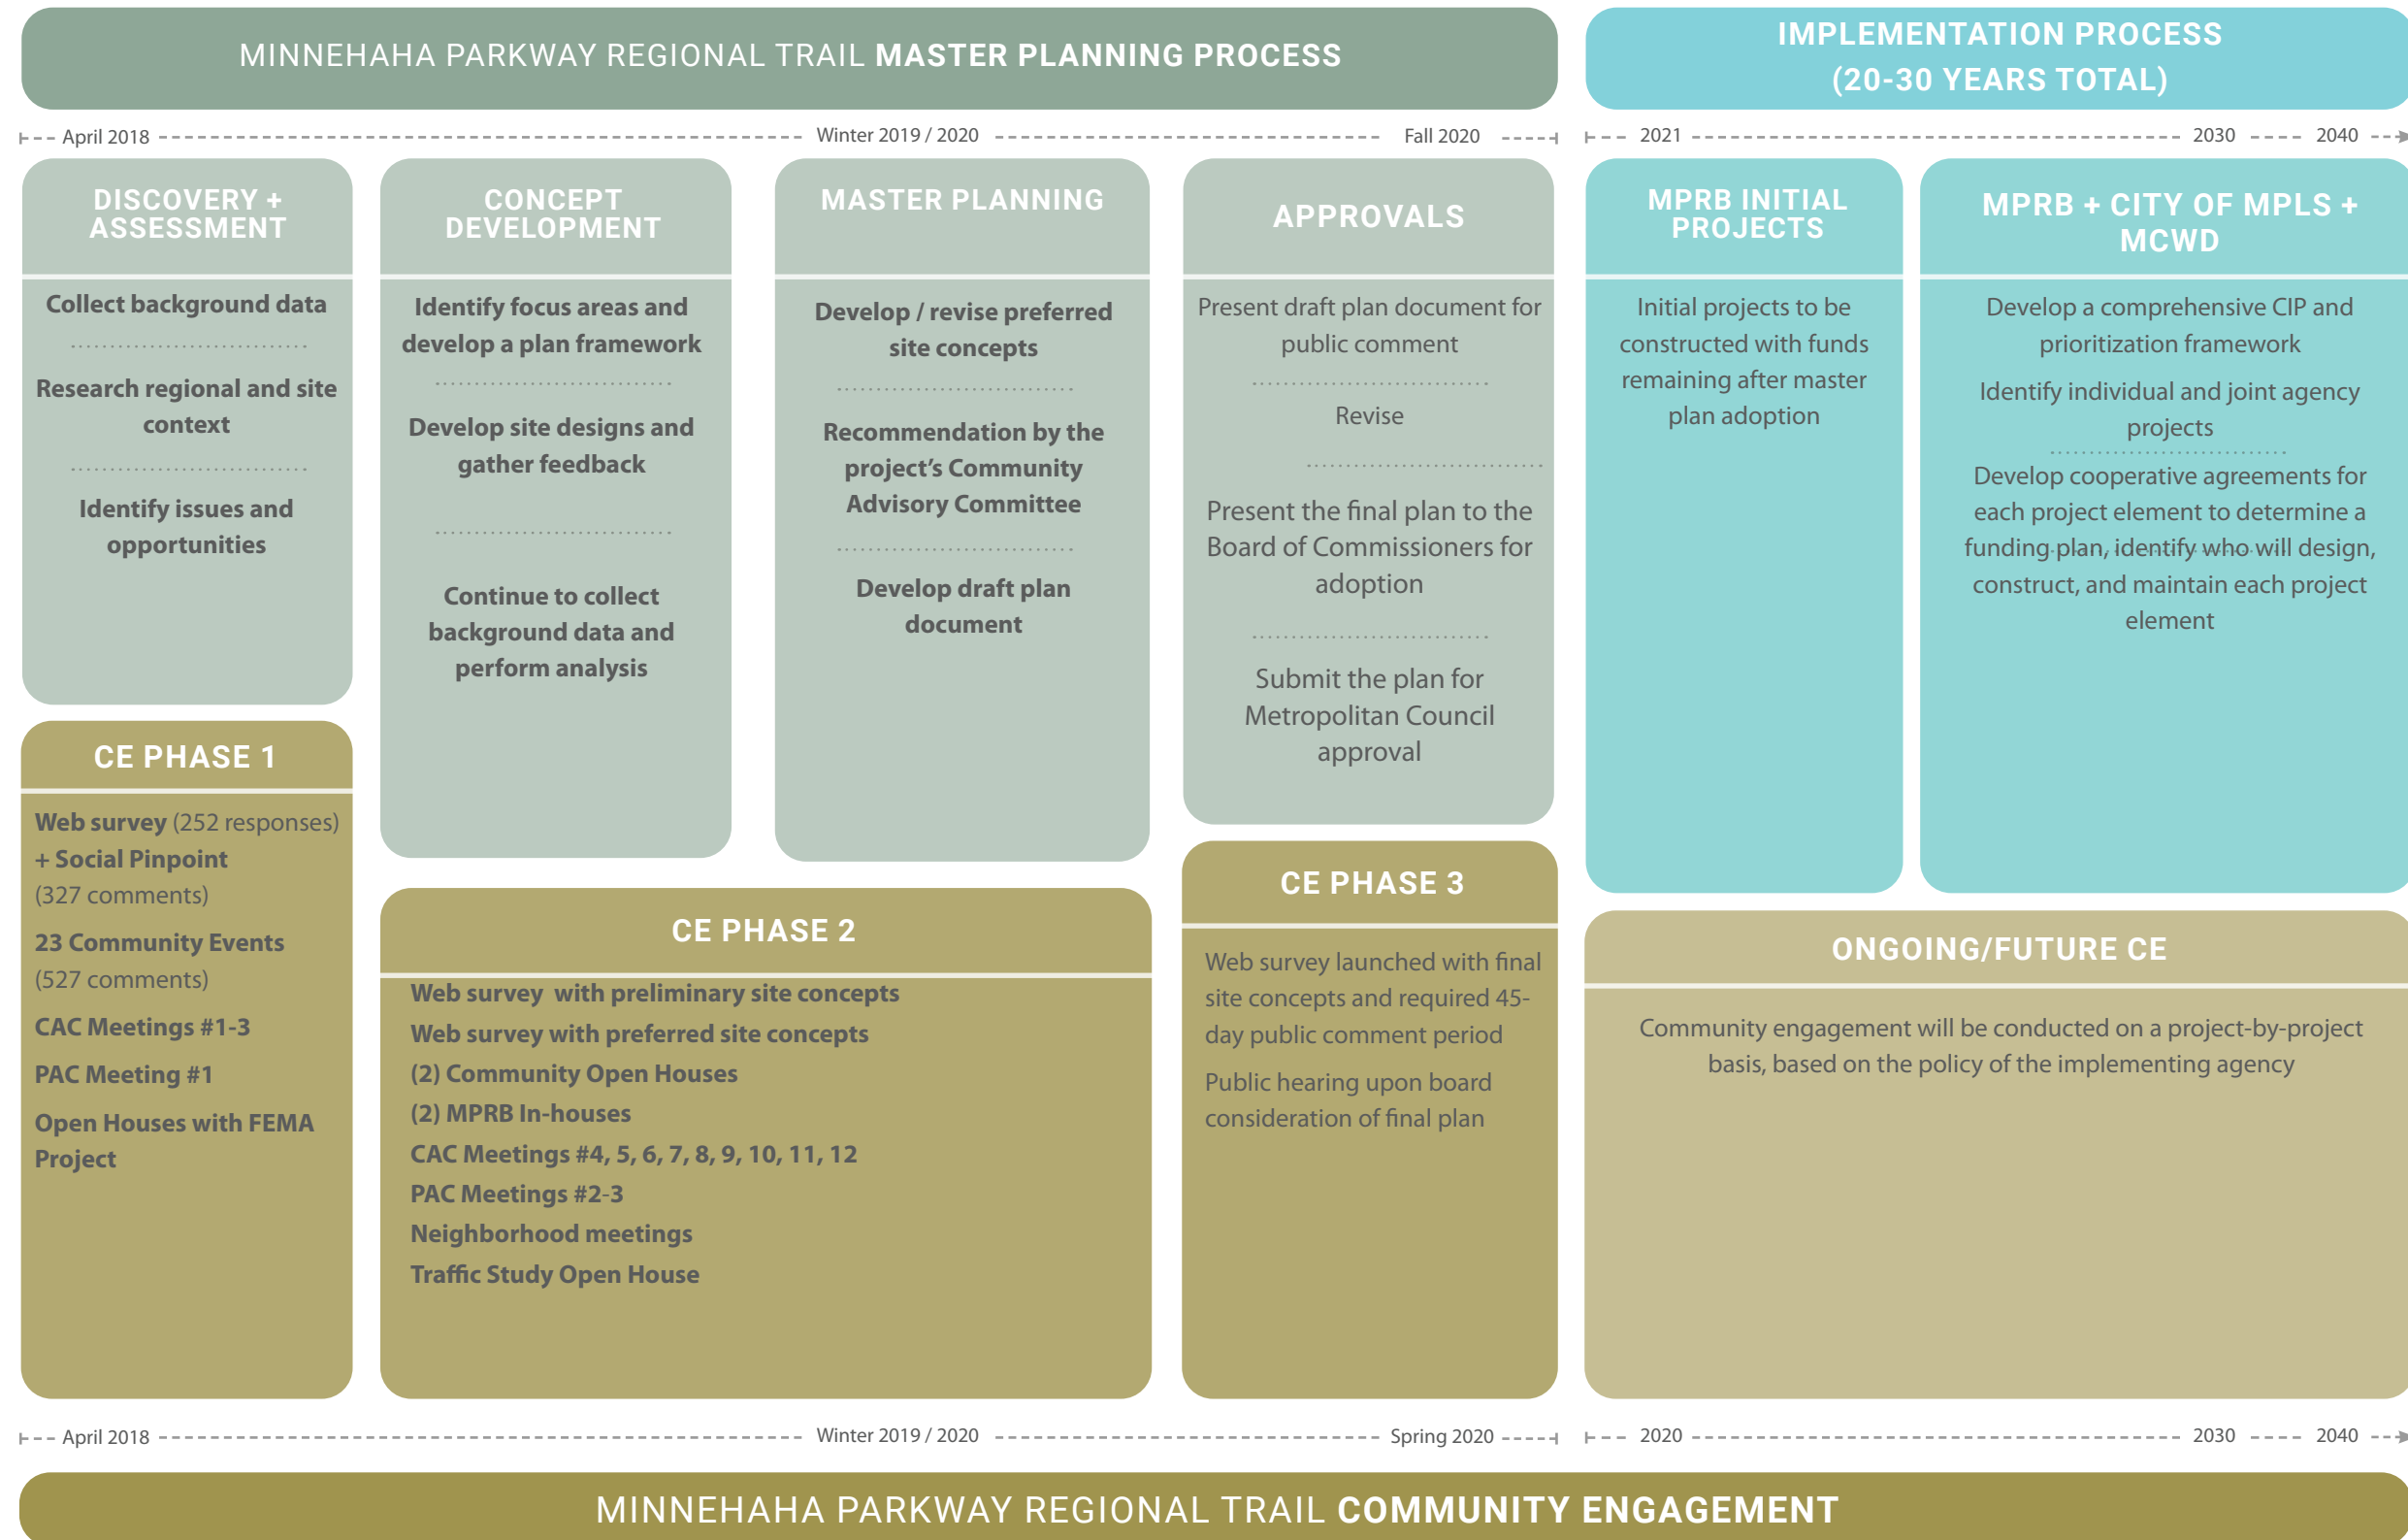 MINNEHAHA PARKWAY REGIONAL TRAIL MASTER PLANNING PROCESS
IMPLEMENTATION PROCESS
(20-30 YEARS TOTAL)
April 2018
Winter 2019 / 2020
Fall 2020
2021
2030
2040
DISCOVERY +
ASSESSMENT
Collect background data
Research regional and site
context
Identify issues and
opportunities
CONCEPT
DEVELOPMENT
Identify focus areas and
develop a plan framework
Develop site designs and
gather feedback
Continue to collect
background data and
perform analysis
MASTER PLANNING
Develop / revise preferred
site concepts
Recommendation by the
project's Community
Advisory Committee
Develop draft plan
document
APPROVALS
Present draft plan document for
public comment
Revise
Present the final plan to the
Board of Commissioners for
adoption
Submit the plan for
Metropolitan Council
approval
MPRB INITIAL
PROJECTS
Initial projects to be
constructed with funds
remaining after master
plan adoption
MPRB + CITY OF MPLS +
MCWD
Develop a comprehensive CIP and
prioritization framework
Identify individual and joint agency
projects
Develop cooperative agreements for
each project element to determine a
funding plan, identify who will design,
construct, and maintain each project
element
CE PHASE 1
Web survey (252 responses)
+ Social Pinpoint
(327 comments)
23 Community Events
(527 comments)
CAC Meetings #1-3
PAC Meeting #1
Open Houses with FEMA
Project
CE PHASE 2
Web survey with preliminary site concepts
Web survey with preferred site concepts
(2) Community Open Houses
(2) MPRB In-houses
CAC Meetings #4, 5, 6, 7, 8, 9, 10, 11, 12
PAC Meetings #2-3
Neighborhood meetings
Traffic Study Open House
CE PHASE 3
Web survey launched with final
site concepts and required 45-
day public comment period
Public hearing upon board
consideration of final plan
ONGOING/FUTURE CE
Community engagement will be conducted on a project-by-project
basis, based on the policy of the implementing agency
April 2018
Winter 2019 / 2020
Spring 2020
2020
2030
2040
MINNEHAHA PARKWAY REGIONAL TRAIL COMMUNITY ENGAGEMENT